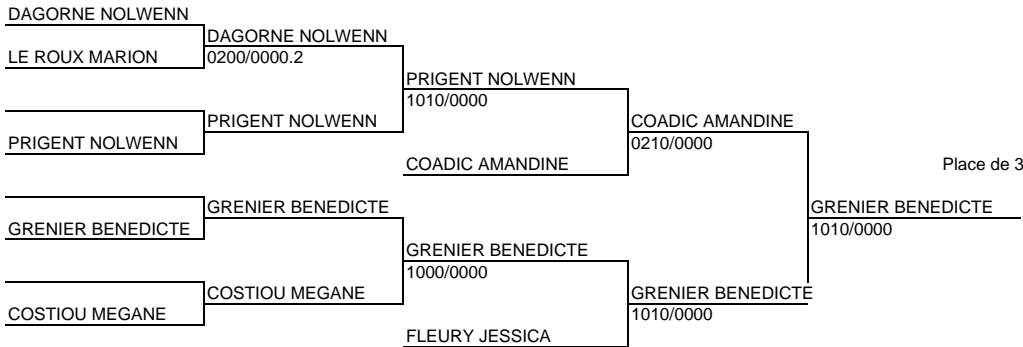 DAGORNE NOLWENN
DAGORNE NOLWENN
LE ROUX MARION
0200/0000.2
PRIGENT NOLWENN
1010/0000
PRIGENT NOLWENN
COADIC AMANDINE
PRIGENT NOLWENN
0210/0000
COADIC AMANDINE
Place de 3
GRENIER BENEDICTE
GRENIER BENEDICTE
GRENIER BENEDICTE
1010/0000
GRENIER BENEDICTE
1000/0000
COSTIOU MEGANE
GRENIER BENEDICTE
COSTIOU MEGANE
1010/0000
FLEURY JESSICA